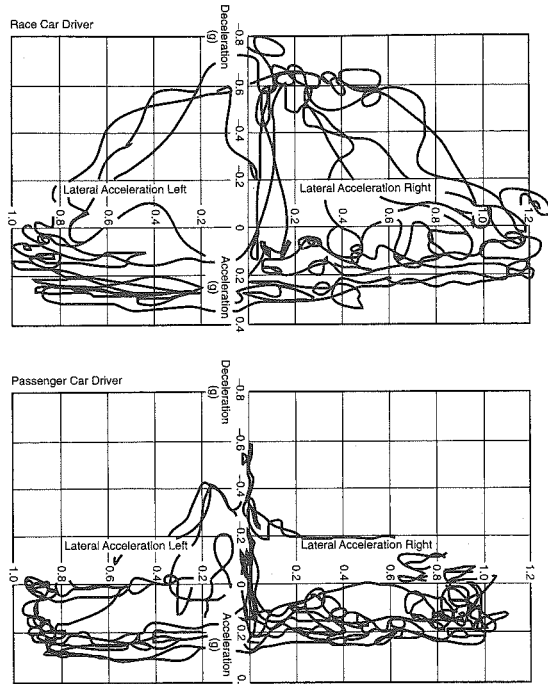 Race Car Driver
Deceleration
(g)
–0.8
–0.6
–0.4
–0.2
0
0.2
0.4
Acceleration
(g)
Lateral Acceleration Left
Lateral Acceleration Right
1.0
0.8
0.6
0.4
0.2
0.2
0.4
0.6
0.8
1.0
1.2
Passenger Car Driver
Deceleration
(g)
–0.8
–0.6
–0.4
–0.2
0
0.2
0.
Acceleration
(g)
Lateral Acceleration Left
Lateral Acceleration Right
1.0
0.8
0.6
0.4
0.2
0.2
0.4
0.6
0.8
1.0
1.2